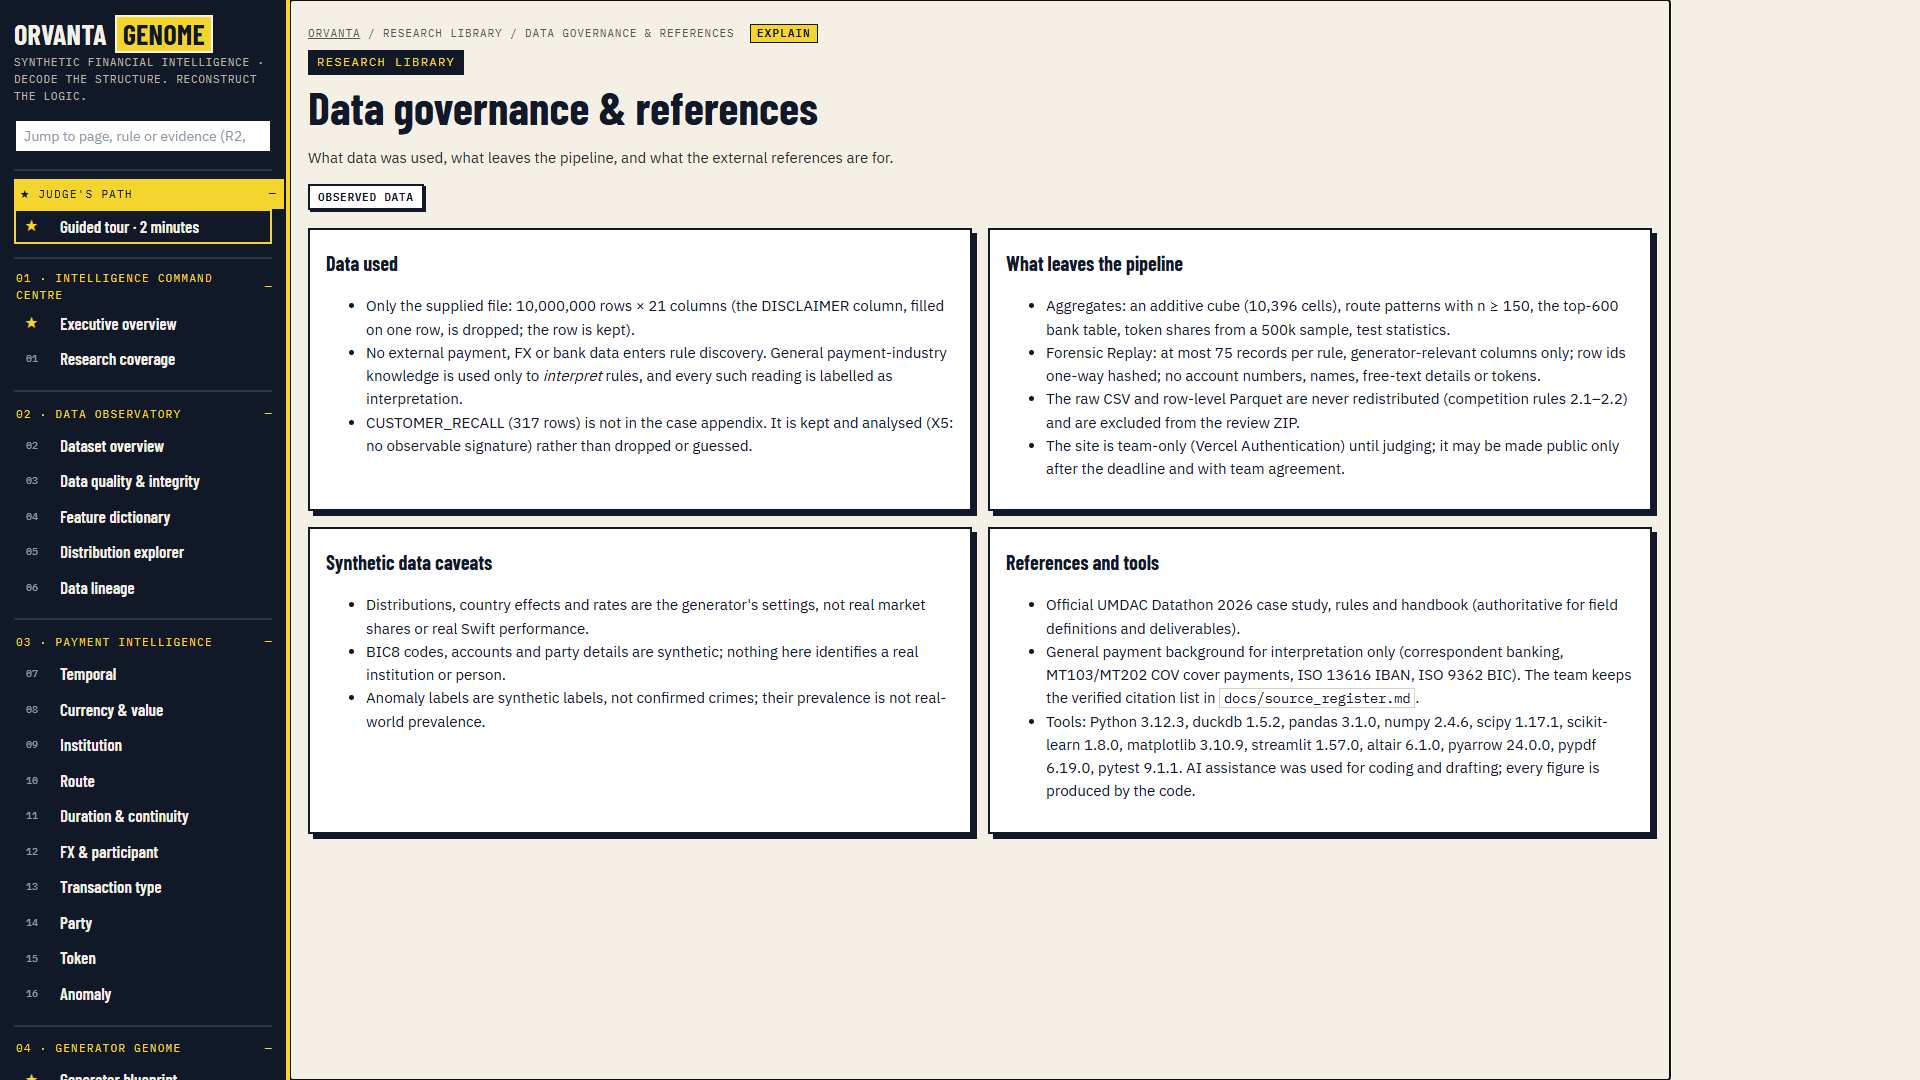 ORVANTA GENOME
SYNTHETIC FINANCIAL INTELLIGENCE ·
DECODE THE STRUCTURE. RECONSTRUCT
THE LOGIC.
Jump to page, rule or evidence (R2,
★ JUDGE'S PATH –
★ Guided tour · 2 minutes
01 · INTELLIGENCE COMMAND
CENTRE –
★ Executive overview
01 Research coverage
02 · DATA OBSERVATORY –
02 Dataset overview
03 Data quality & integrity
04 Feature dictionary
05 Distribution explorer
06 Data lineage
03 · PAYMENT INTELLIGENCE –
07 Temporal
08 Currency & value
09 Institution
10 Route
11 Duration & continuity
12 FX & participant
13 Transaction type
14 Party
15 Token
16 Anomaly
04 · GENERATOR GENOME –
★ Generator blueprint
ORVANTA / RESEARCH LIBRARY / DATA GOVERNANCE & REFERENCES EXPLAIN
RESEARCH LIBRARY
Data governance & references
What data was used, what leaves the pipeline, and what the external references are for.
OBSERVED DATA
Data used
• Only the supplied file: 10,000,000 rows × 21 columns (the DISCLAIMER column, filled
on one row, is dropped; the row is kept).
• No external payment, FX or bank data enters rule discovery. General payment-industry
knowledge is used only to interpret rules, and every such reading is labelled as
interpretation.
• CUSTOMER_RECALL (317 rows) is not in the case appendix. It is kept and analysed (X5:
no observable signature) rather than dropped or guessed.
What leaves the pipeline
• Aggregates: an additive cube (10,396 cells), route patterns with n ≥ 150, the top-600
bank table, token shares from a 500k sample, test statistics.
• Forensic Replay: at most 75 records per rule, generator-relevant columns only; row ids
one-way hashed; no account numbers, names, free-text details or tokens.
• The raw CSV and row-level Parquet are never redistributed (competition rules 2.1–2.2)
and are excluded from the review ZIP.
• The site is team-only (Vercel Authentication) until judging; it may be made public only
after the deadline and with team agreement.
Synthetic data caveats
• Distributions, country effects and rates are the generator's settings, not real market
shares or real Swift performance.
• BIC8 codes, accounts and party details are synthetic; nothing here identifies a real
institution or person.
• Anomaly labels are synthetic labels, not confirmed crimes; their prevalence is not real-
world prevalence.
References and tools
• Official UMDAC Datathon 2026 case study, rules and handbook (authoritative for field
definitions and deliverables).
• General payment background for interpretation only (correspondent banking,
MT103/MT202 COV cover payments, ISO 13616 IBAN, ISO 9362 BIC). The team keeps
the verified citation list in docs/source_register.md.
• Tools: Python 3.12.3, duckdb 1.5.2, pandas 3.1.0, numpy 2.4.6, scipy 1.17.1, scikit-
learn 1.8.0, matplotlib 3.10.9, streamlit 1.57.0, altair 6.1.0, pyarrow 24.0.0, pypdf
6.19.0, pytest 9.1.1. AI assistance was used for coding and drafting; every figure is
produced by the code.